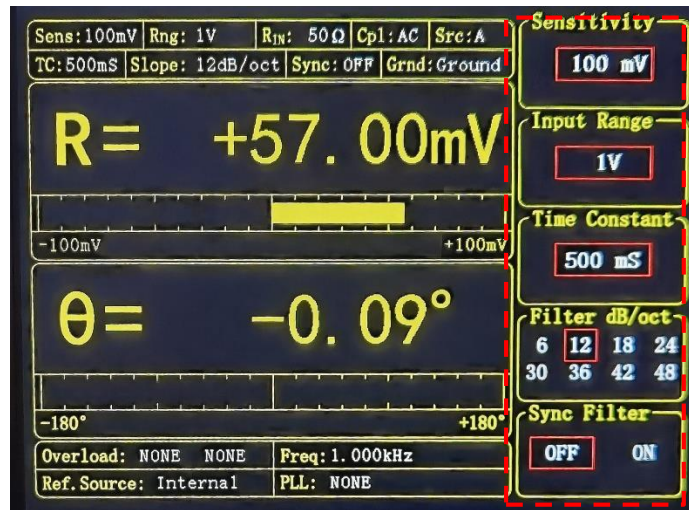 Sens:100mV Rng: 1V RIN: 50Ω Cpl:AC Src:A
TC:500mS Slope: 12dB/oct Sync:OFF Grnd:Ground
R= +57.00mV
-100mV +100mV
θ= -0.09°
-180° +180°
Overload: NONE NONE Freq:1.000kHz
Ref.Source: Internal PLL: NONE
Sensitivity
100 mV
Input Range
1V
Time Constant
500 mS
Filter dB/oct
6 12 18 24
30 36 42 48
Sync Filter
OFF ON